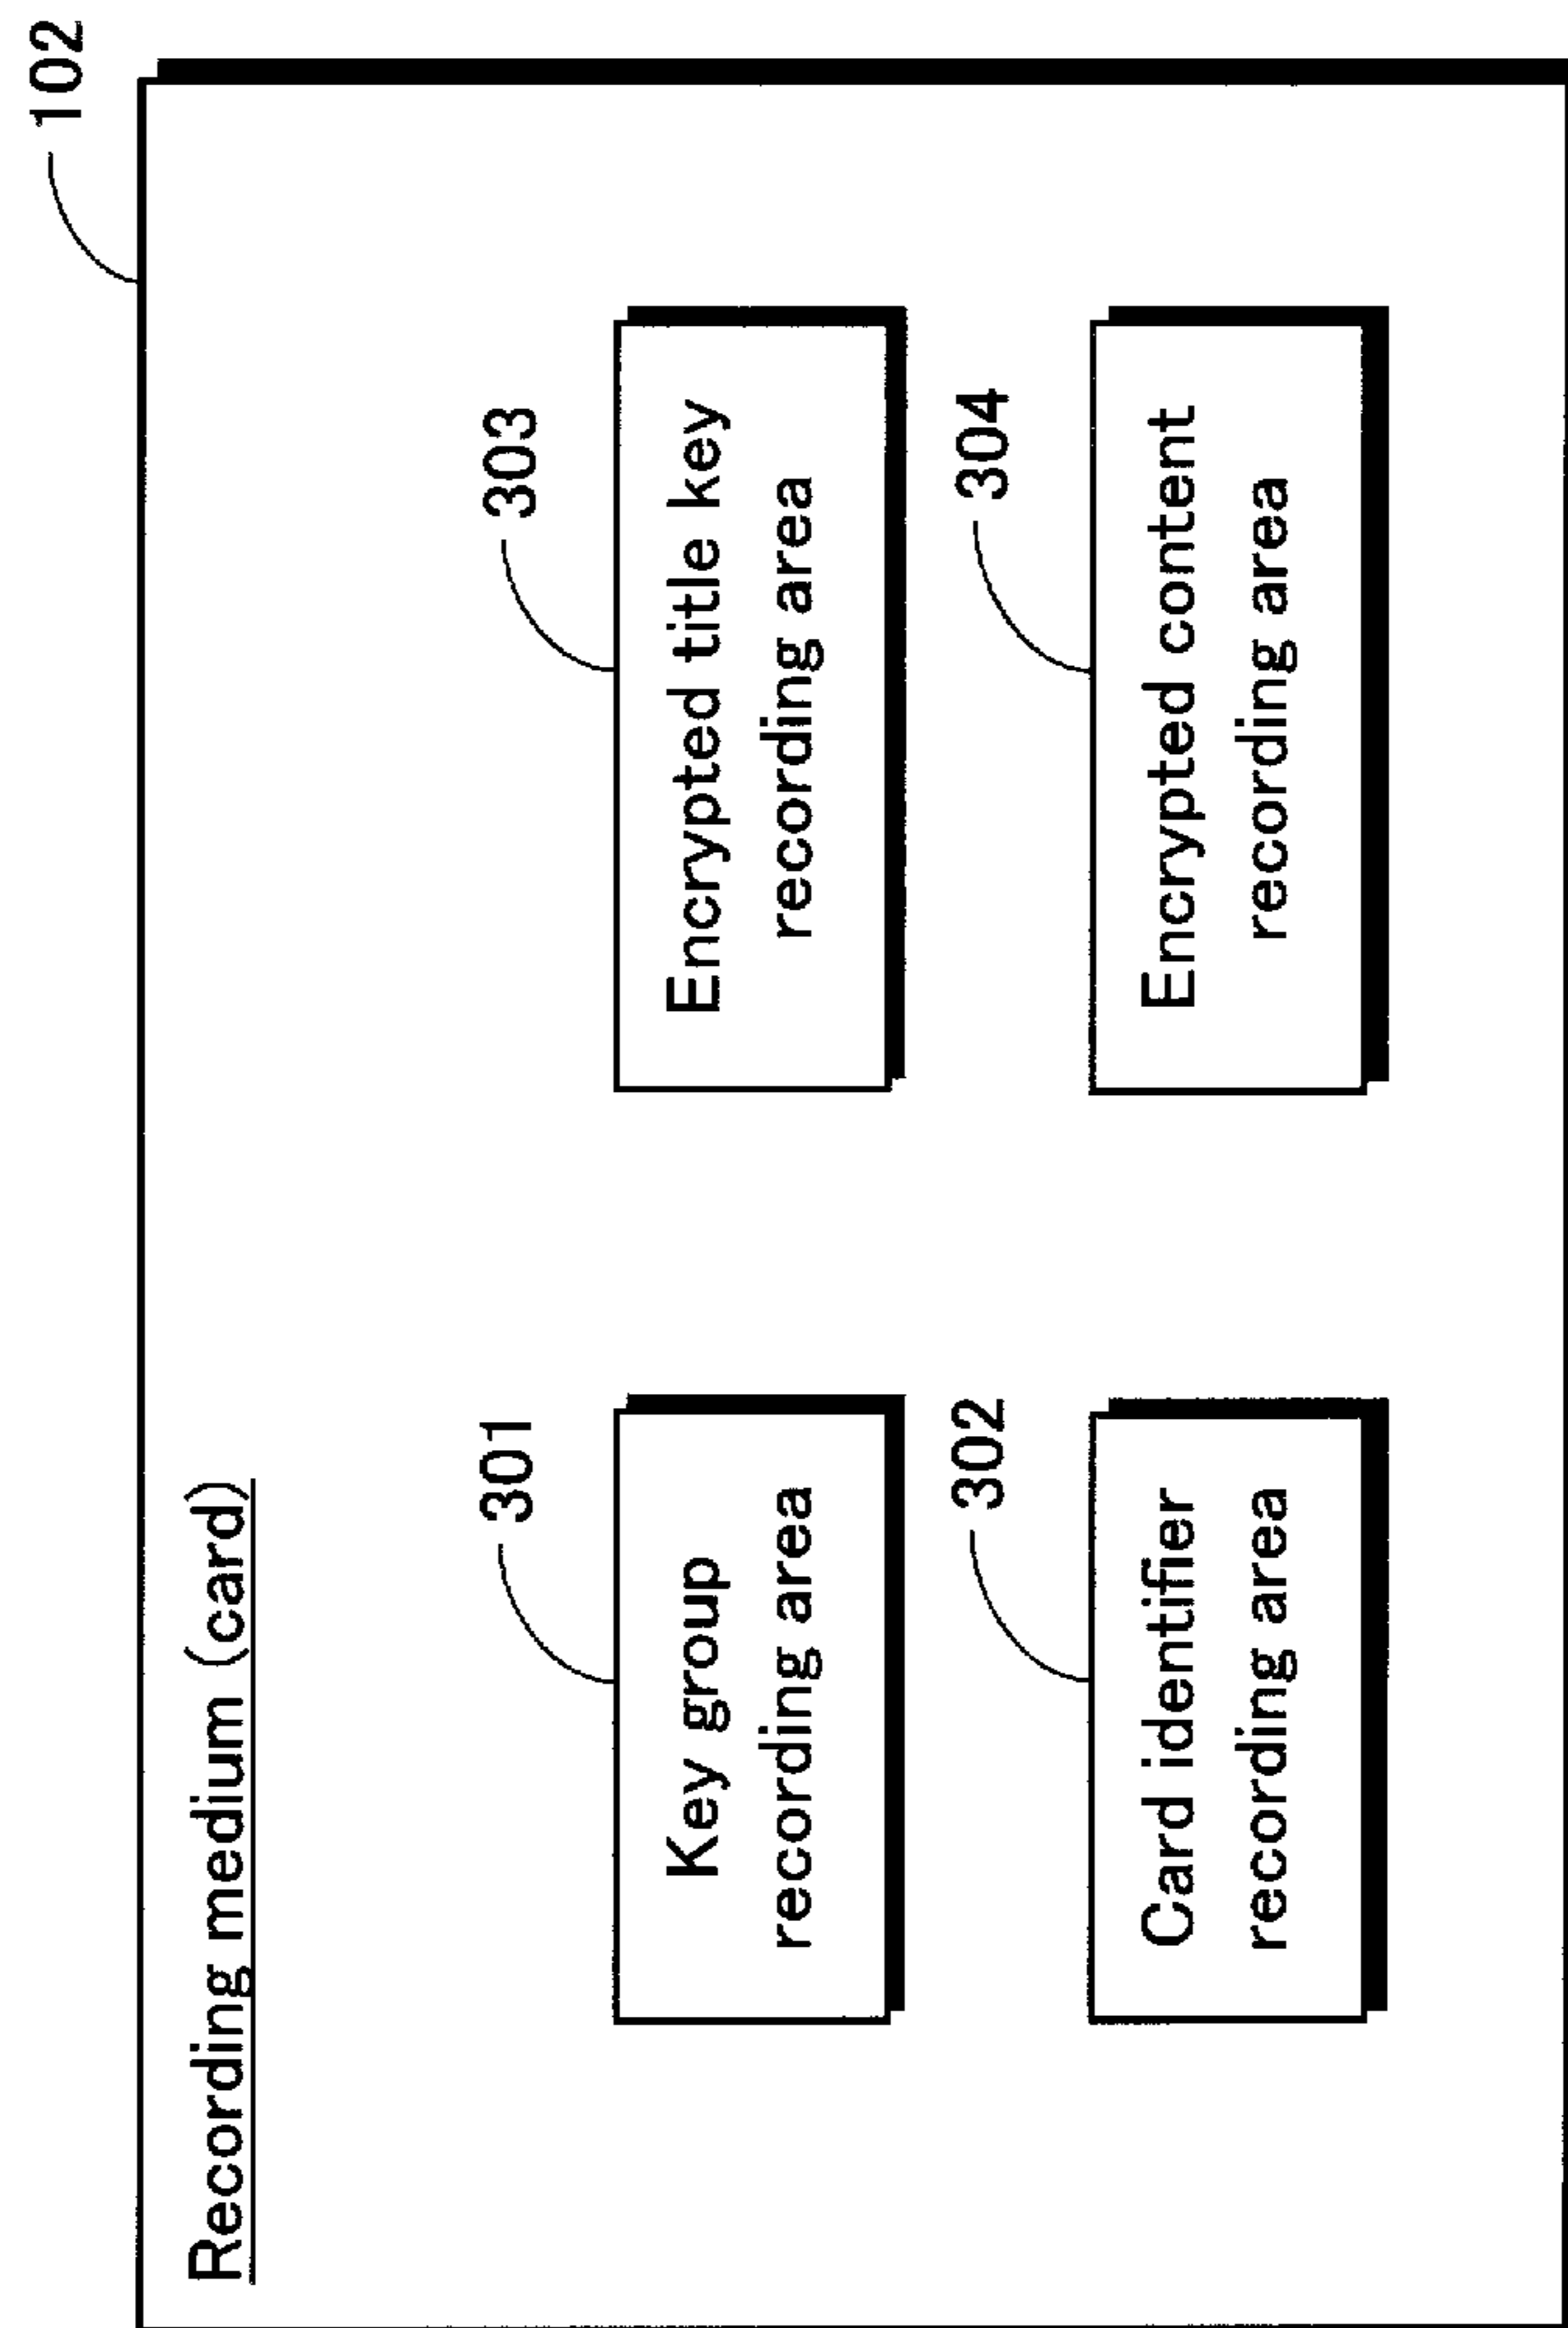 102
Recording medium (card)
301
Key group
recording area
303
Encrypted title key
recording area
302
Card identifier
recording area
304
Encrypted content
recording area